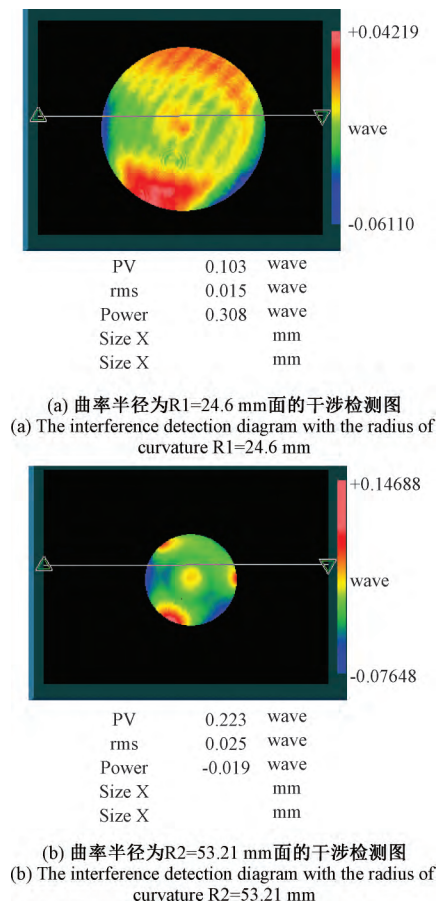 +0.04219
wave
-0.06110
PV 0.103 wave
rms 0.015 wave
Power 0.308 wave
Size X mm
Size X mm
(a) 曲率半径为R1=24.6 mm面的干涉检测图
(a) The interference detection diagram with the radius of
curvature R1=24.6 mm
+0.14688
wave
-0.07648
PV 0.223 wave
rms 0.025 wave
Power -0.019 wave
Size X mm
Size X mm
(b) 曲率半径为R2=53.21 mm面的干涉检测图
(b) The interference detection diagram with the radius of
curvature R2=53.21 mm